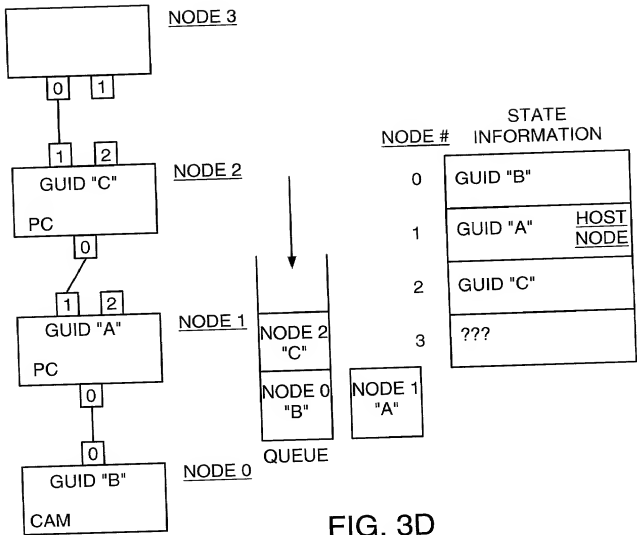 NODE 3
0 1
1 2
GUID "C"
PC
0
NODE 2
1 2
GUID "A"
PC
0
NODE 1
0
GUID "B"
CAM
NODE 0
NODE 2
"C"
NODE 0
"B"
QUEUE
NODE 1
"A"
NODE #
STATE
INFORMATION
0 GUID "B"
1 GUID "A" HOST
NODE
2 GUID "C"
3 ???
FIG. 3D